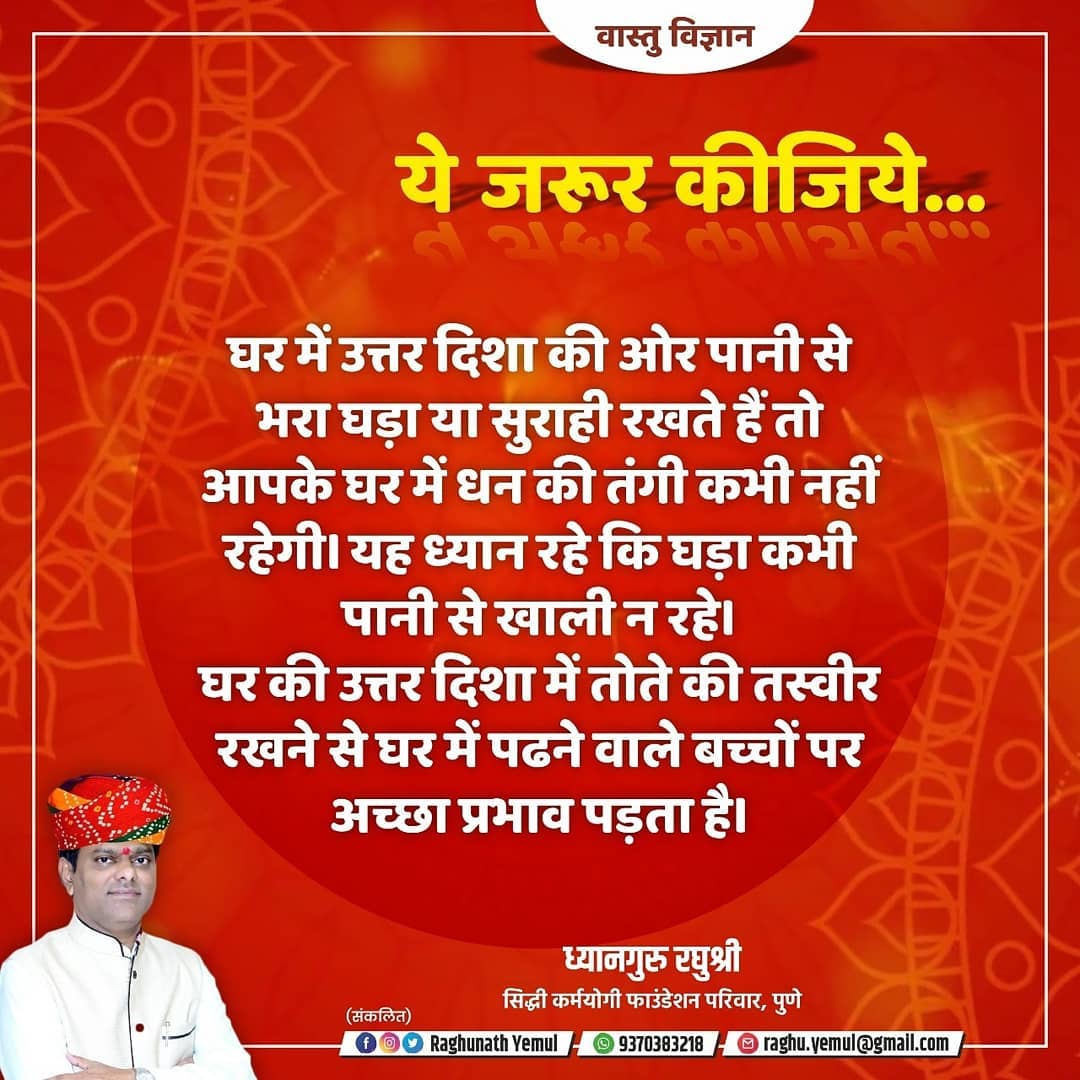 वास्तु विज्ञान
ये जरूर कीजिये...
घर में उत्तर दिशा की ओर पानी से
भरा घड़ा या सुराही रखते हैं तो
आपके घर में धन की तंगी कभी नहीं
रहेगी। यह ध्यान रहे कि घड़ा कभी
पानी से खाली न रहे।
घर की उत्तर दिशा में तोते की तस्वीर
रखने से घर में पढने वाले बच्चों पर
अच्छा प्रभाव पड़ता है।
ध्यानगुरु रघुश्री
सिद्धी कर्मयोगी फाउंडेशन परिवार, पुणे
(संकलित)
Raghunath Yemul 9370383218 raghu.yemul@gmail.com